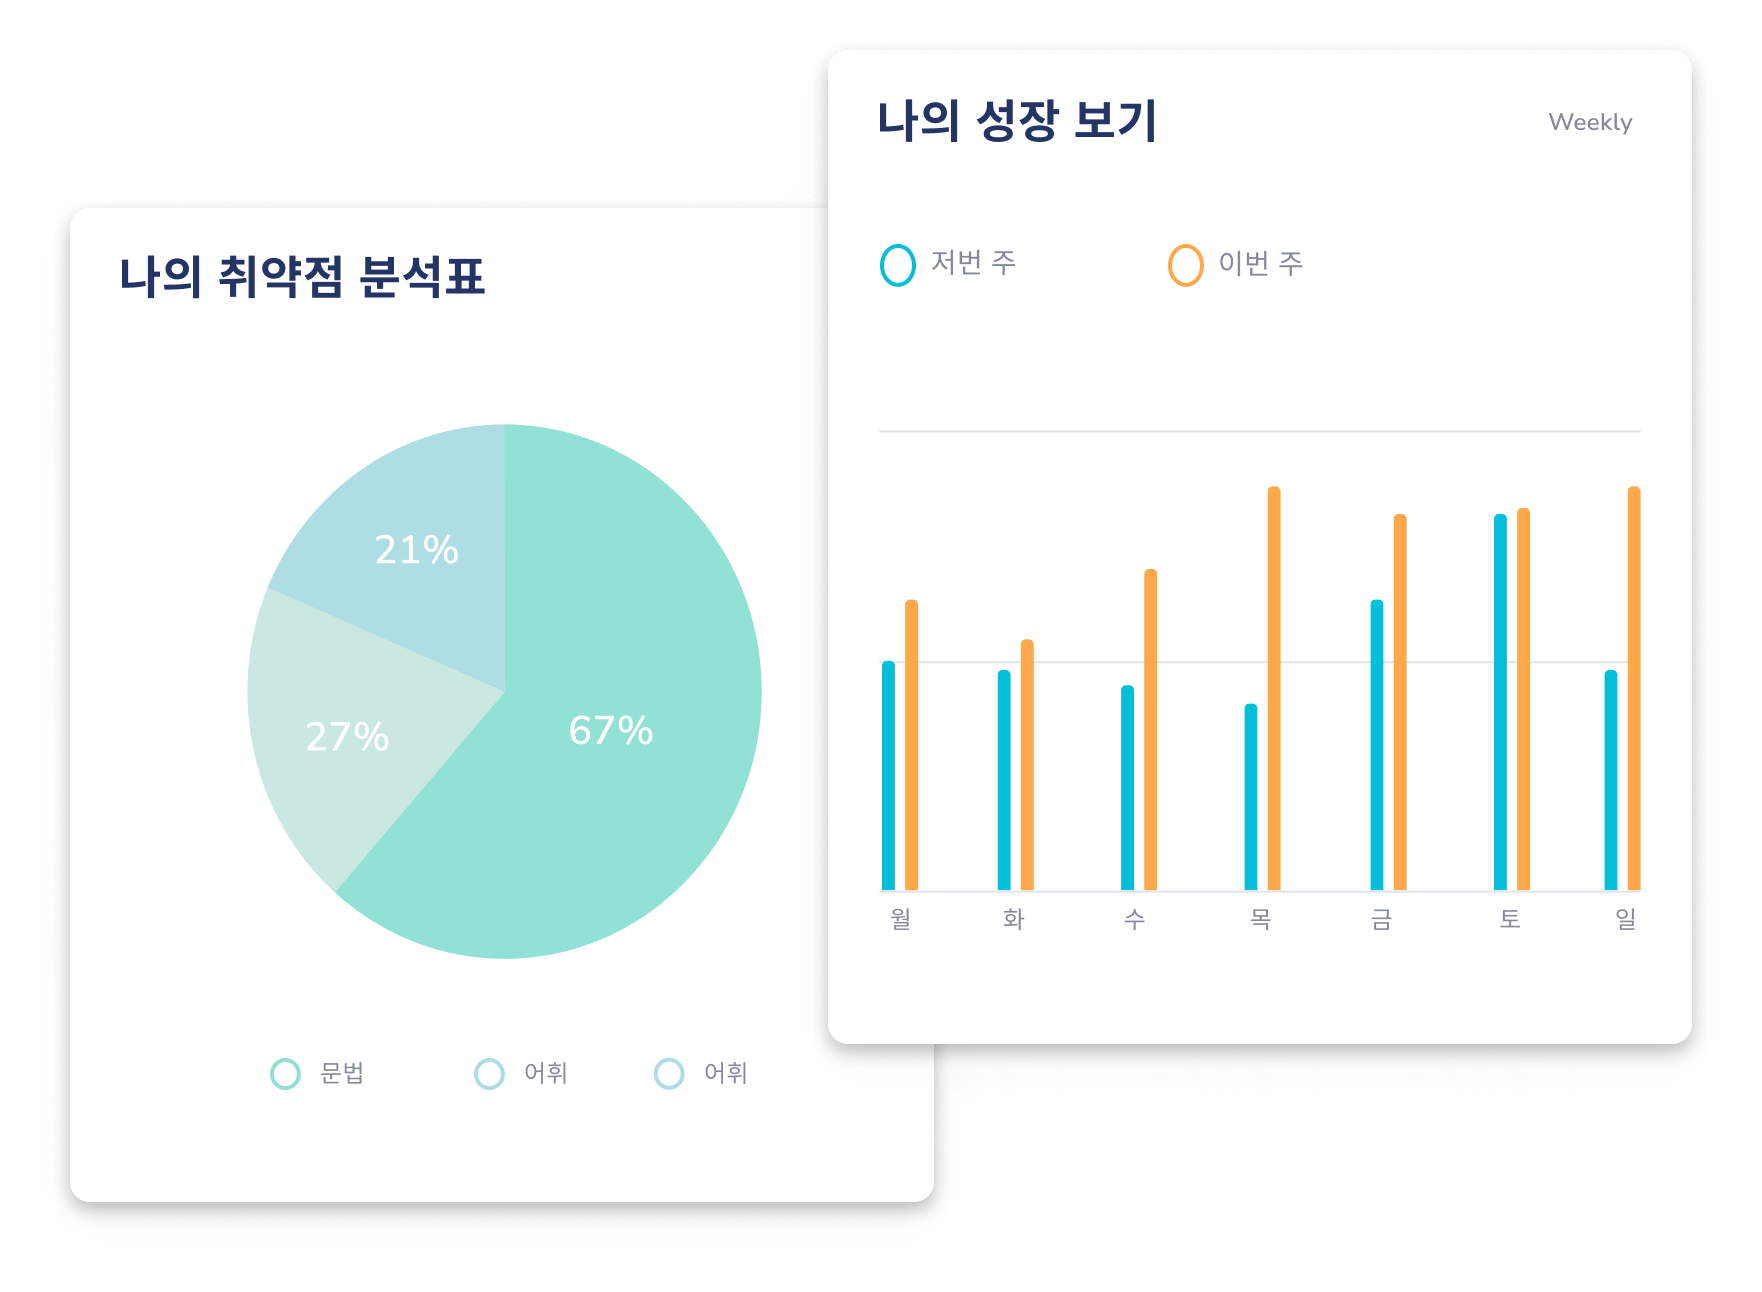 나의 취약점 분석표
21%
27%
67%
문법
어휘
어휘
나의 성장 보기
Weekly
저번 주
이번 주
월 화 수 목 금 토 일